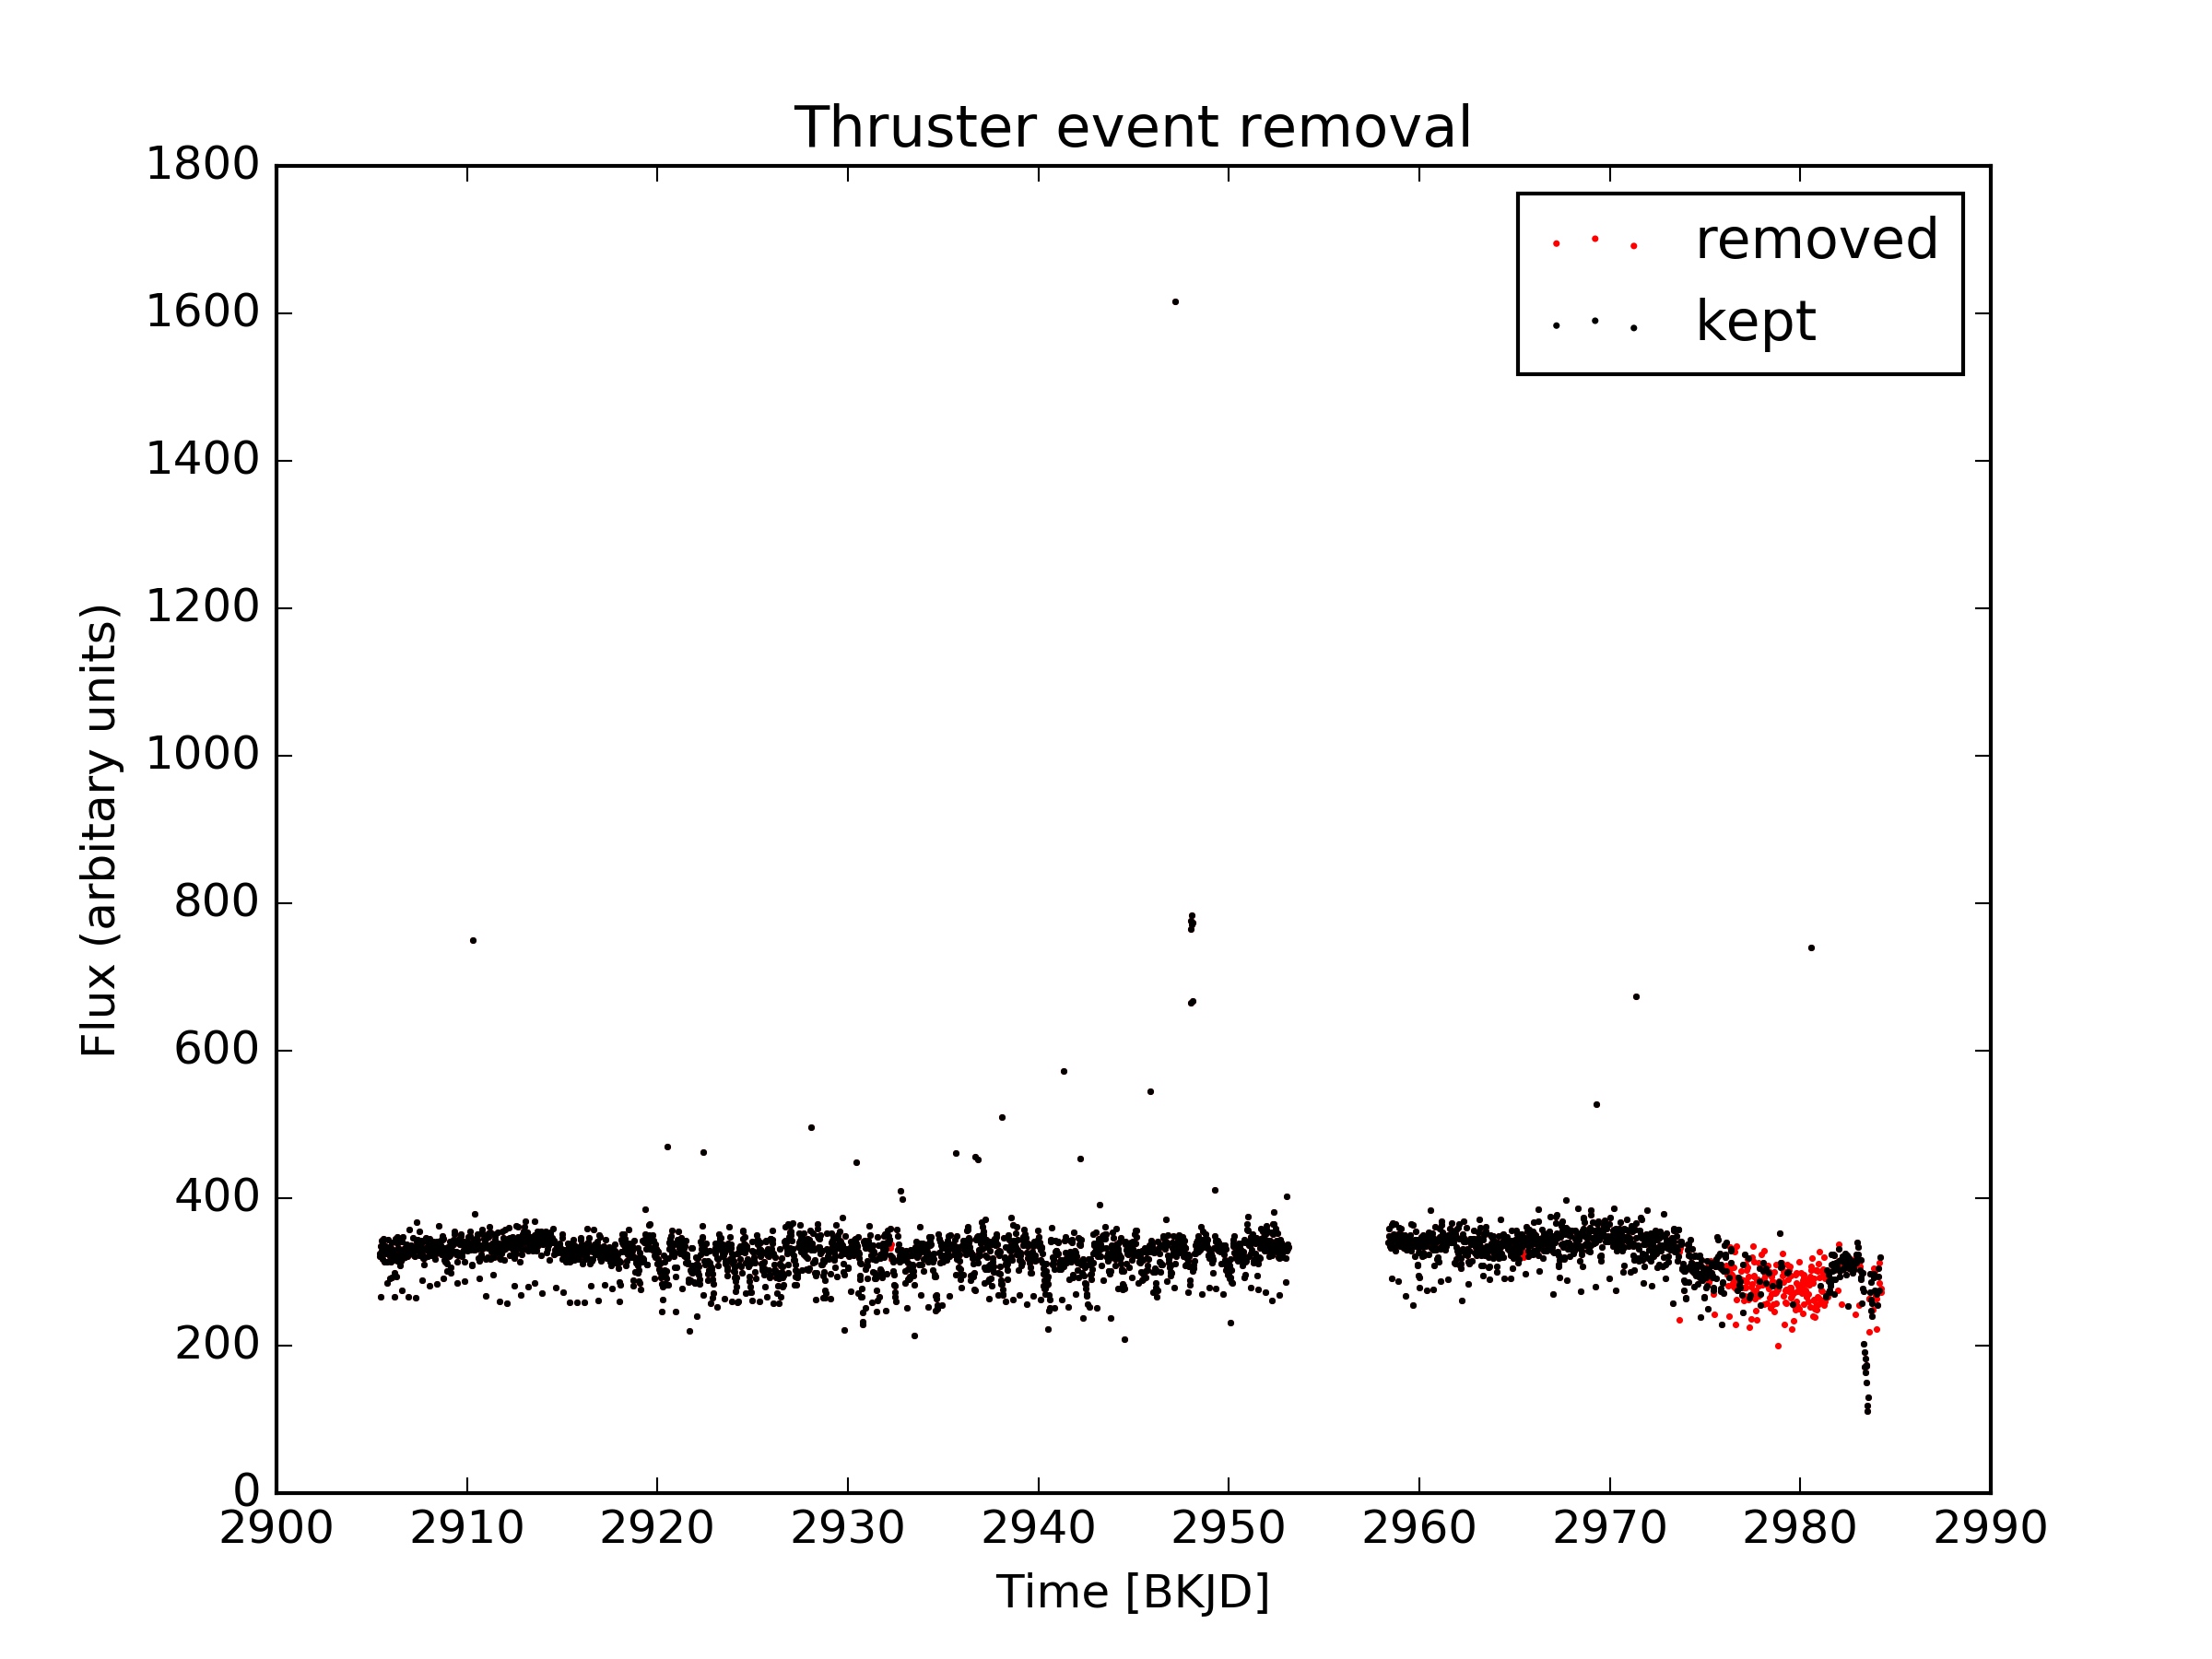 Thruster event removal
1800
removed
kept
1600
1400
1200
1000
800
600
400
200
0
Flux (arbitary units)
2900 2910 2920 2930 2940 2950 2960 2970 2980 2990
Time [BKJD]